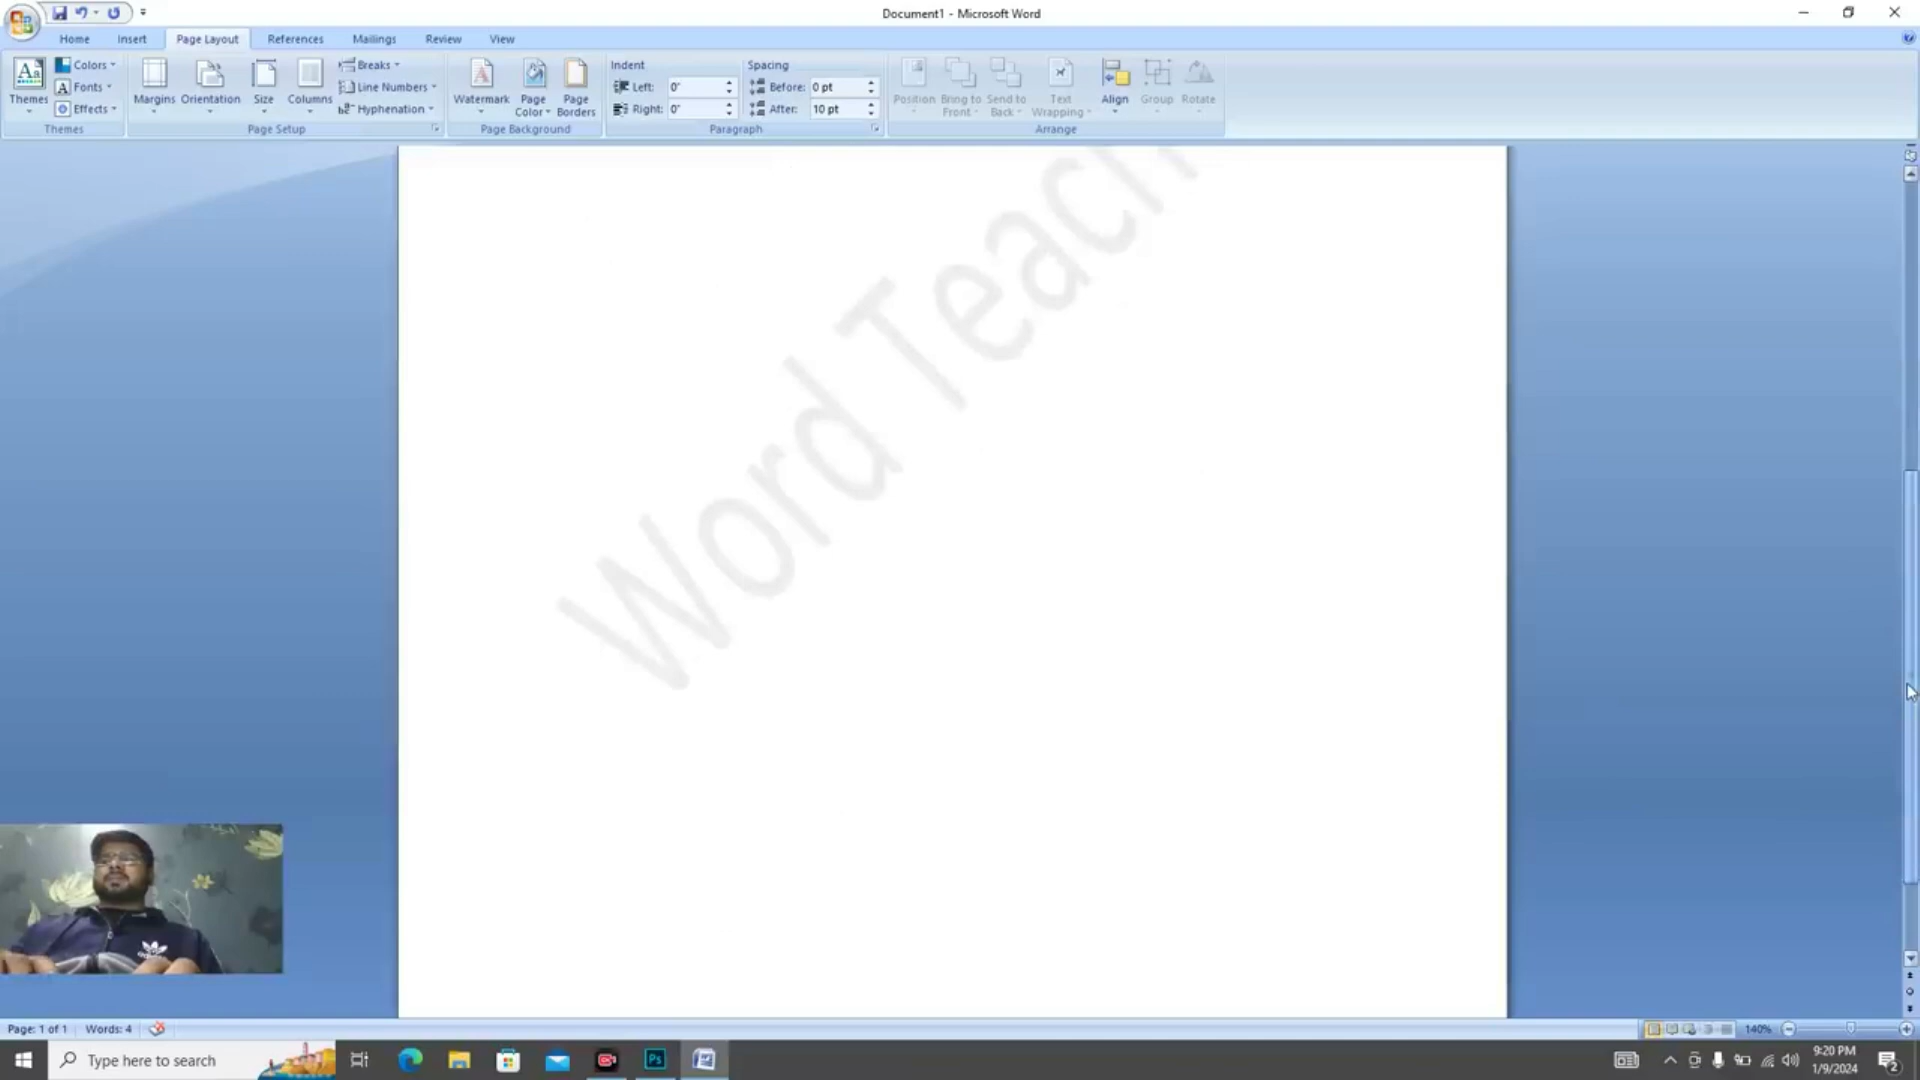 Document1 - Microsoft Word
Home Insert Page Layout References Mailings Review View
Themes
Colors
Fonts
Effects
Themes
Margins Orientation Size Columns
Breaks
Line Numbers
Hyphenation
Page Setup
Watermark Page Color Page Borders
Page Background
Indent
Left: 0"
Right: 0"
Spacing
Before: 0 pt
After: 10 pt
Paragraph
Position Bring to Front Send to Back Text Wrapping Align Group Rotate
Arrange
Word Teach
Page: 1 of 1 Words: 4
140%
Type here to search
Ps
9:20 PM
1/9/2024
2